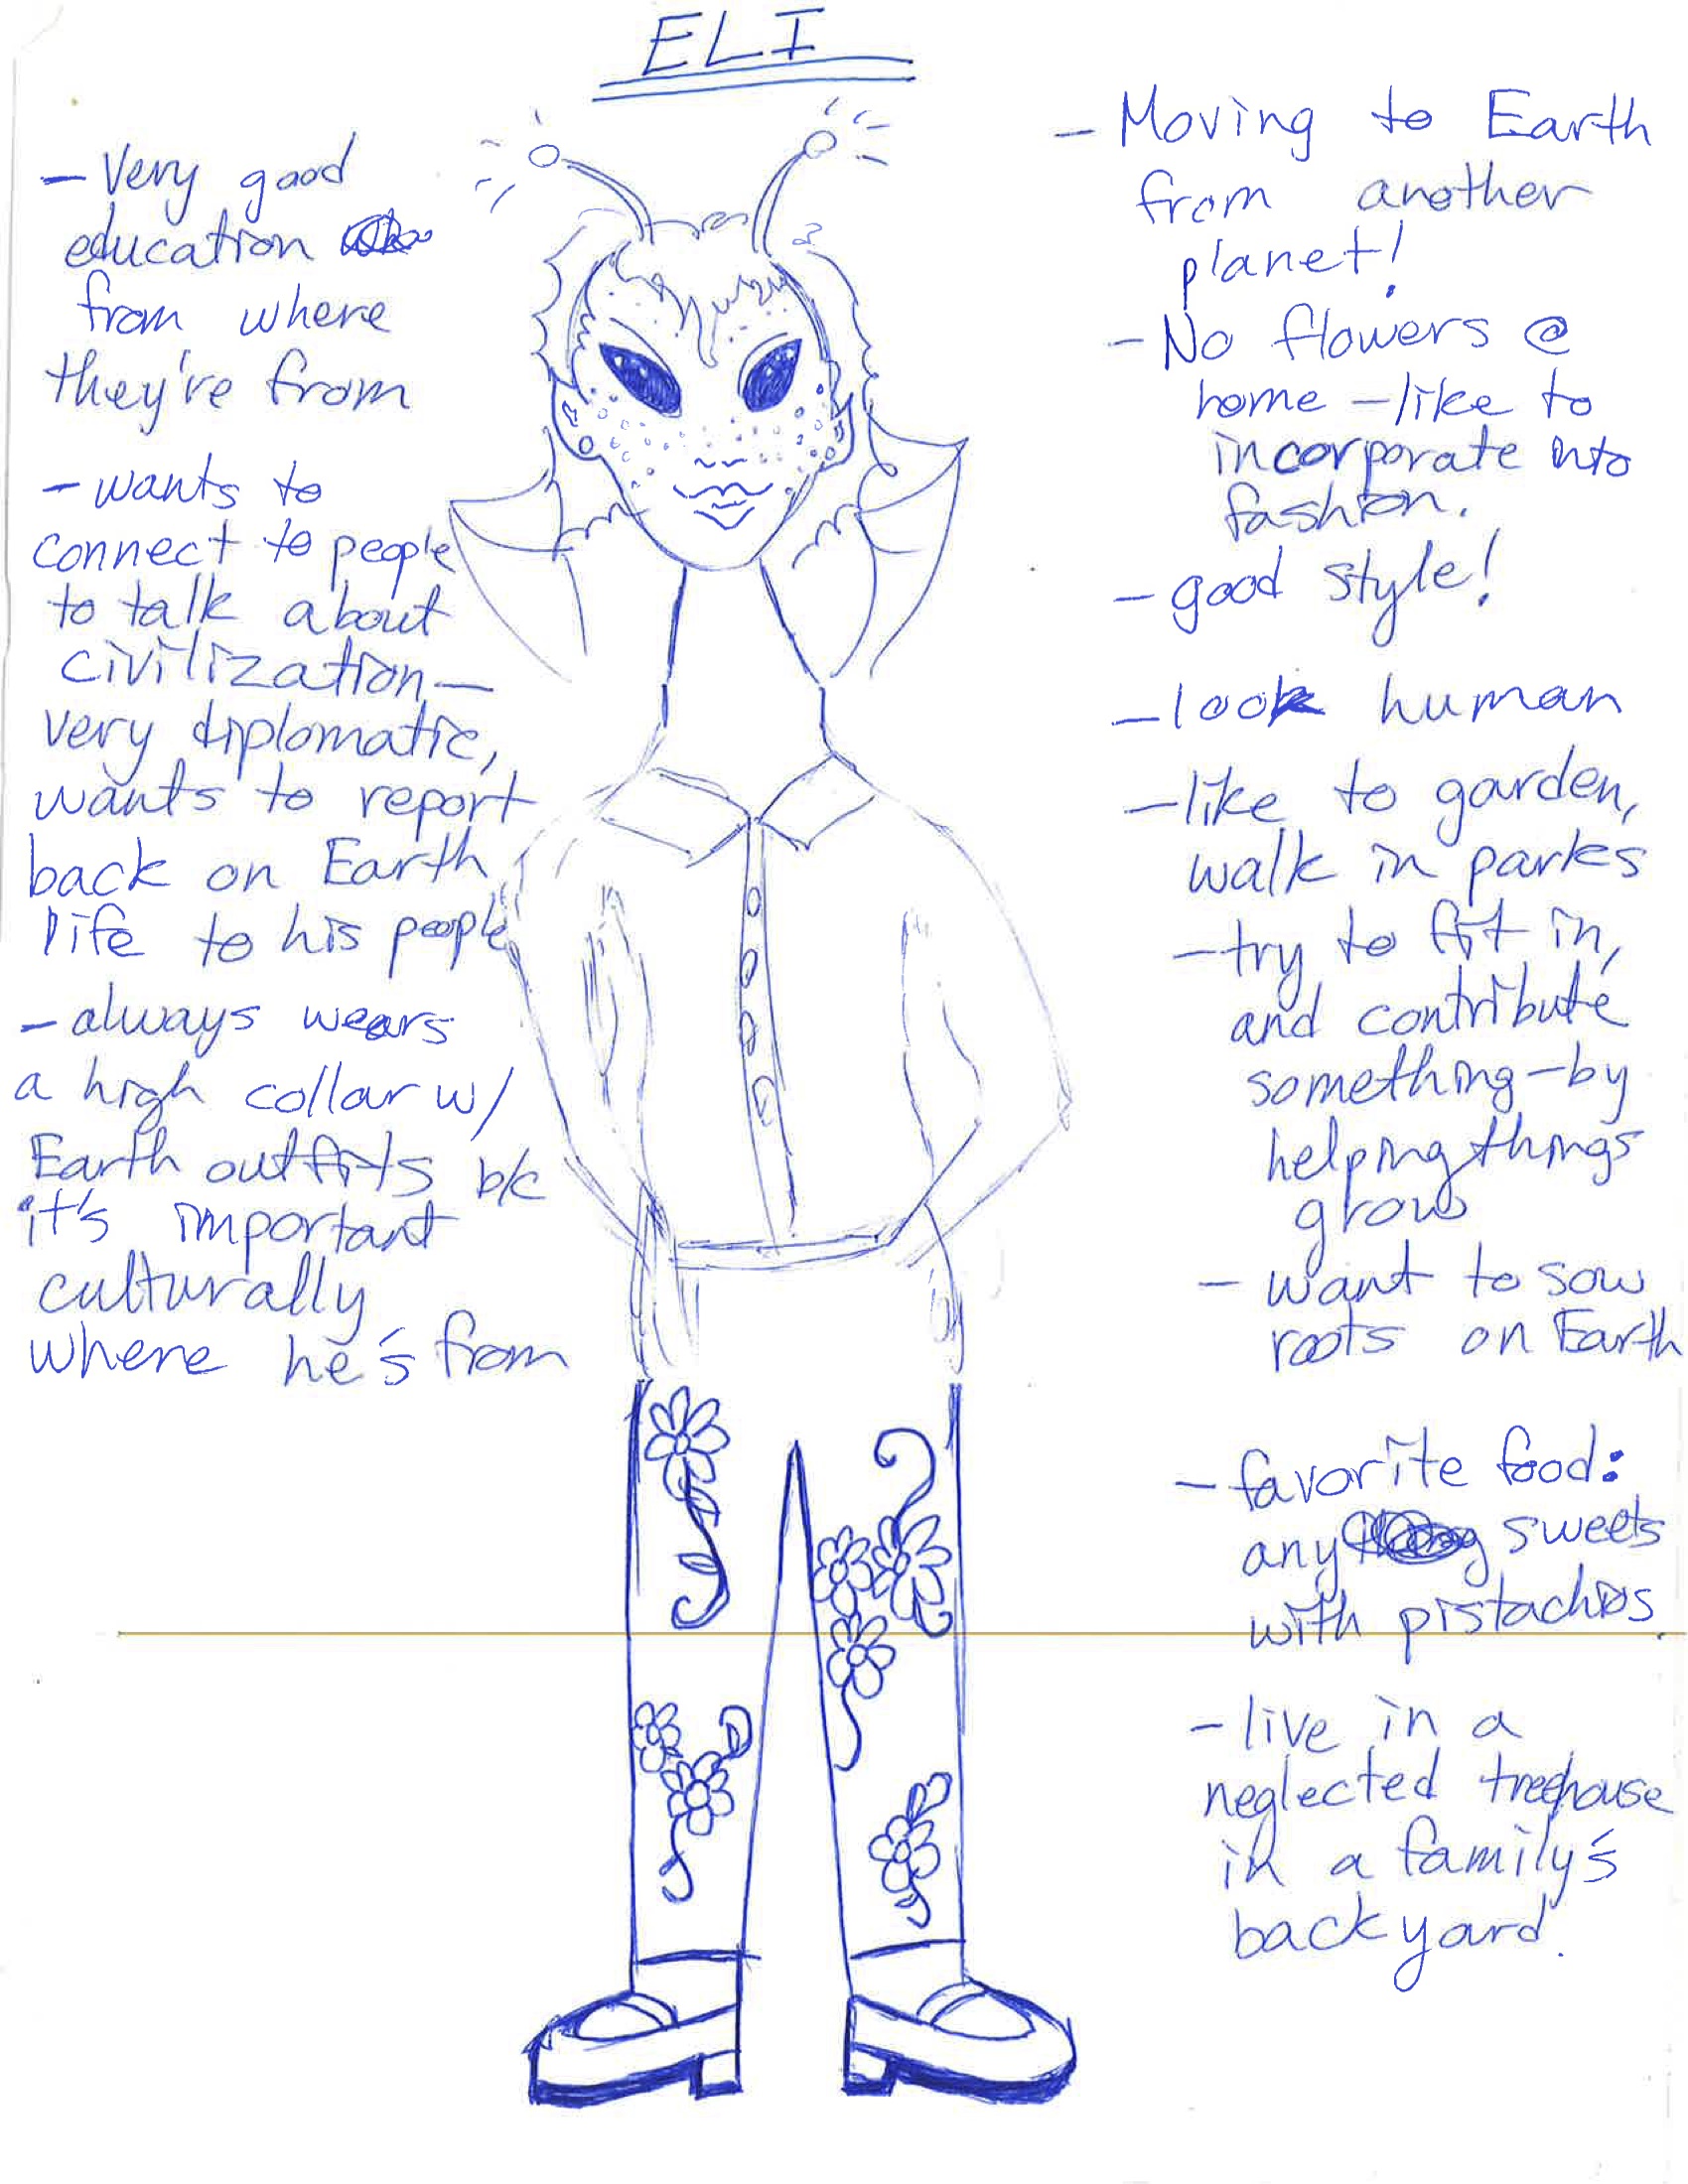 ELI
- Very good
education
from where
they're from
- wants to
connect to people
to talk about
civilization -
very diplomatic,
wants to report
back on Earth
life to his people
- always wears
a high collar w/
Earth outfits b/c
it's important
culturally
where he's from
- Moving to Earth
from another
planet!
- No flowers @
home - like to
incorporate into
fashion.
- good style!
- look human
- like to garden,
walk in parks
- try to fit in,
and contribute
something - by
helping things
grow
- want to sow
roots on Earth
- favorite food:
any sweets
with pistachios.
- live in a
neglected treehouse
in a family's
backyard.